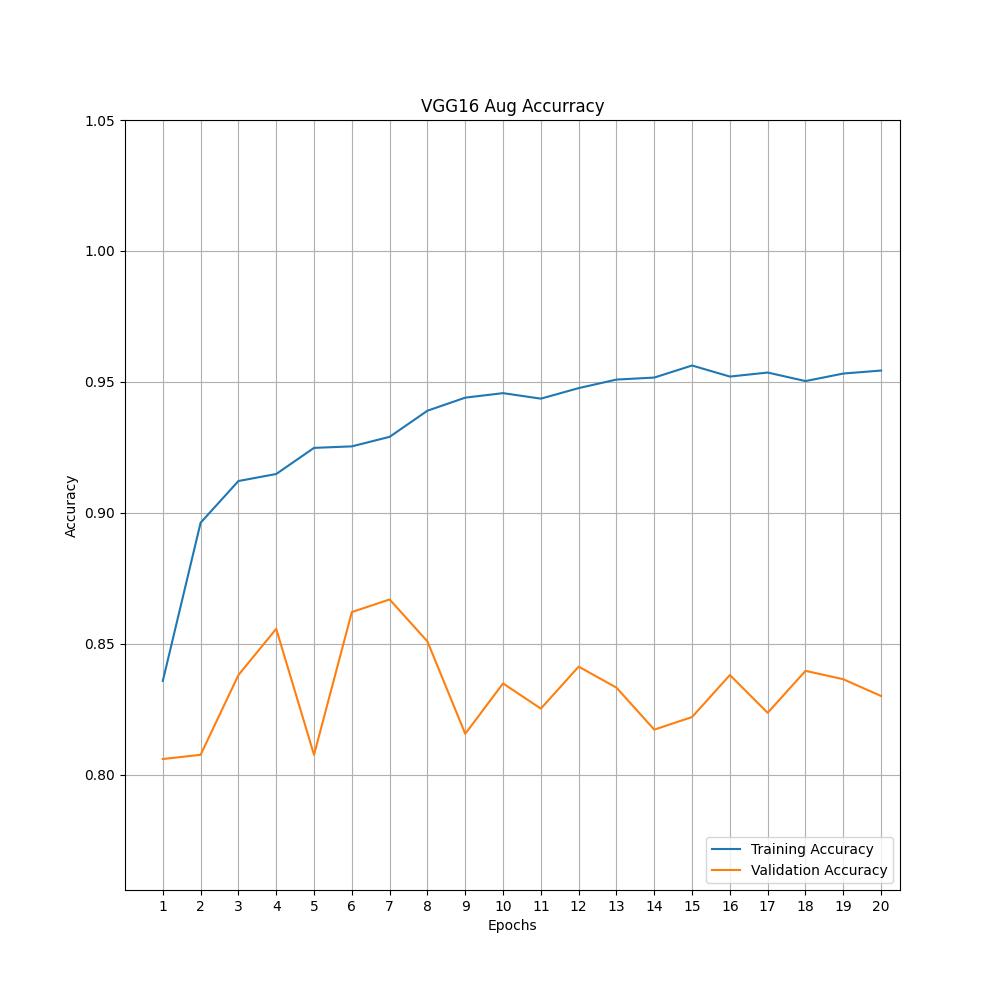 VGG16 Aug Accurracy
1.05
1.00
0.95
0.90
0.85
0.80
Accuracy
1 2 3 4 5 6 7 8 9 10 11 12 13 14 15 16 17 18 19 20
Epochs
Training Accuracy
Validation Accuracy